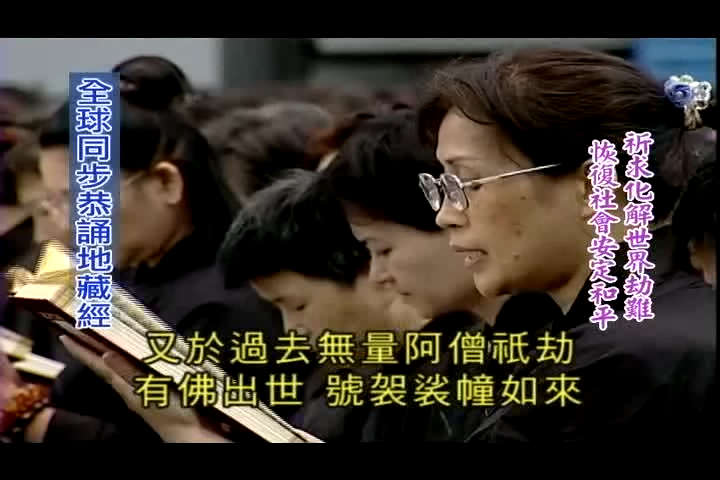 全球同步恭誦地藏經
祈求化解世界劫難
恢復社會安定和平
又於過去無量阿僧祇劫
有佛出世 號袈裟幢如來